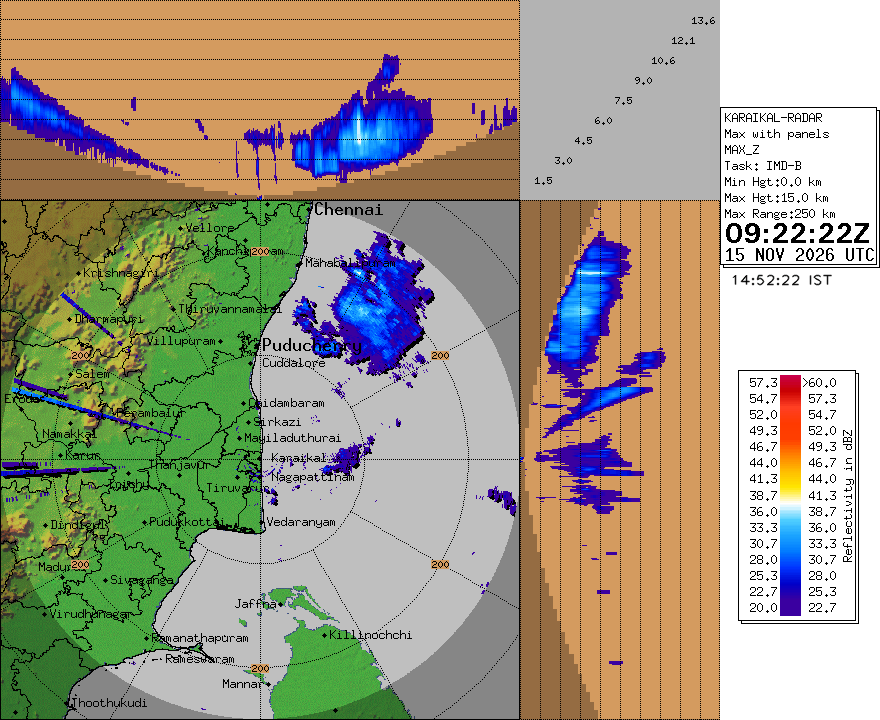 13.6
12.1
10.6
9.0
7.5
6.0
4.5
3.0
1.5
KARAIKAL-RADAR
Max with panels
MAX_Z
Task: IMD-B
Min Hgt:0.0 km
Max Hgt:15.0 km
Max Range:250 km
09:22:22Z
15 NOV 2026 UTC
14:52:22 IST
Chennai
Vellore
200
Krishnagiri
Dharmapuri
Thiruvannamalai
Villupuram
Puducherry
200
200
Cuddalore
Salem
Chidambaram
Perambalur
Sirkazi
Namakkal
Mayiladuthurai
Karur
Thanjavur
Karaikal
Nagapattinam
Pudukkottai
Vedaranyam
200
200
Sivaganga
Jaffna
Virudhunagar
Ramanathapuram
Killinochchi
Rameswaram
200
Mannar
Thoothukudi
57.3 >60.0
54.7 57.3
52.0 54.7
49.3 52.0
46.7 49.3
44.0 46.7
41.3 44.0
38.7 41.3
36.0 38.7
33.3 36.0
30.7 33.3
28.0 30.7
25.3 28.0
22.7 25.3
20.0 22.7
Reflectivity in dBZ